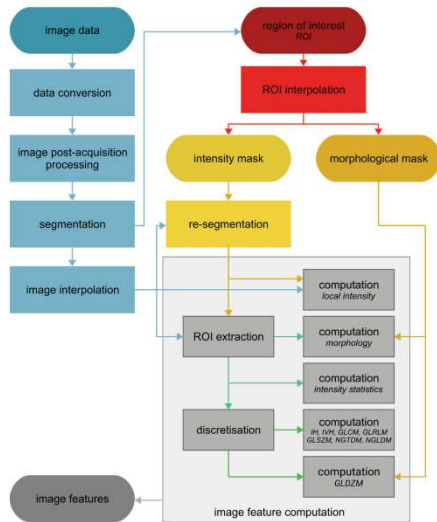 image data
region of interest
ROI
data conversion
ROI interpolation
image post-acquisition
processing
intensity mask
morphological mask
segmentation
re-segmentation
image interpolation
computation
local intensity
ROI extraction
computation
morphology
computation
intensity statistics
discretisation
computation
IH, IVH, GLCM, GLRLM
GLSZM, NGTDM, NGLDM
computation
GLDZM
image features
image feature computation